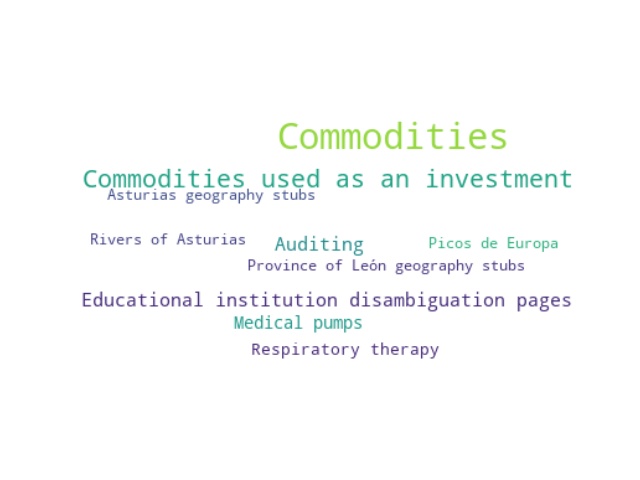 Commodities
Commodities used as an investment
Asturias geography stubs
Rivers of Asturias
Auditing
Picos de Europa
Province of León geography stubs
Educational institution disambiguation pages
Medical pumps
Respiratory therapy